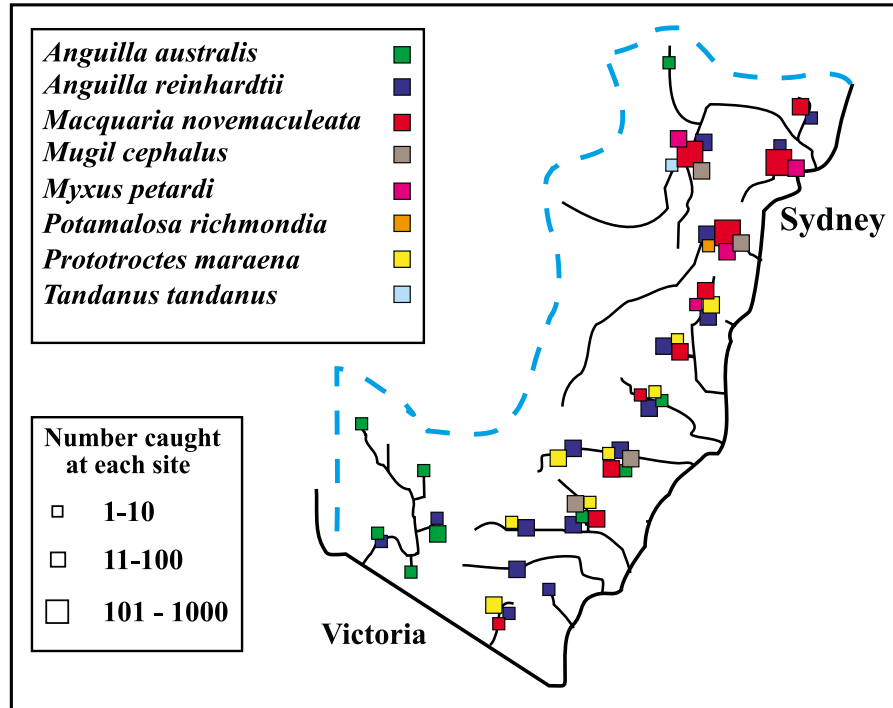 Anguilla australis
Anguilla reinhardtii
Macquaria novemaculeata
Mugil cephalus
Myxus petardi
Potamalosa richmondia
Prototroctes maraena
Tandanus tandanus
Sydney
Number caught
at each site
1-10
11-100
101 - 1000
Victoria